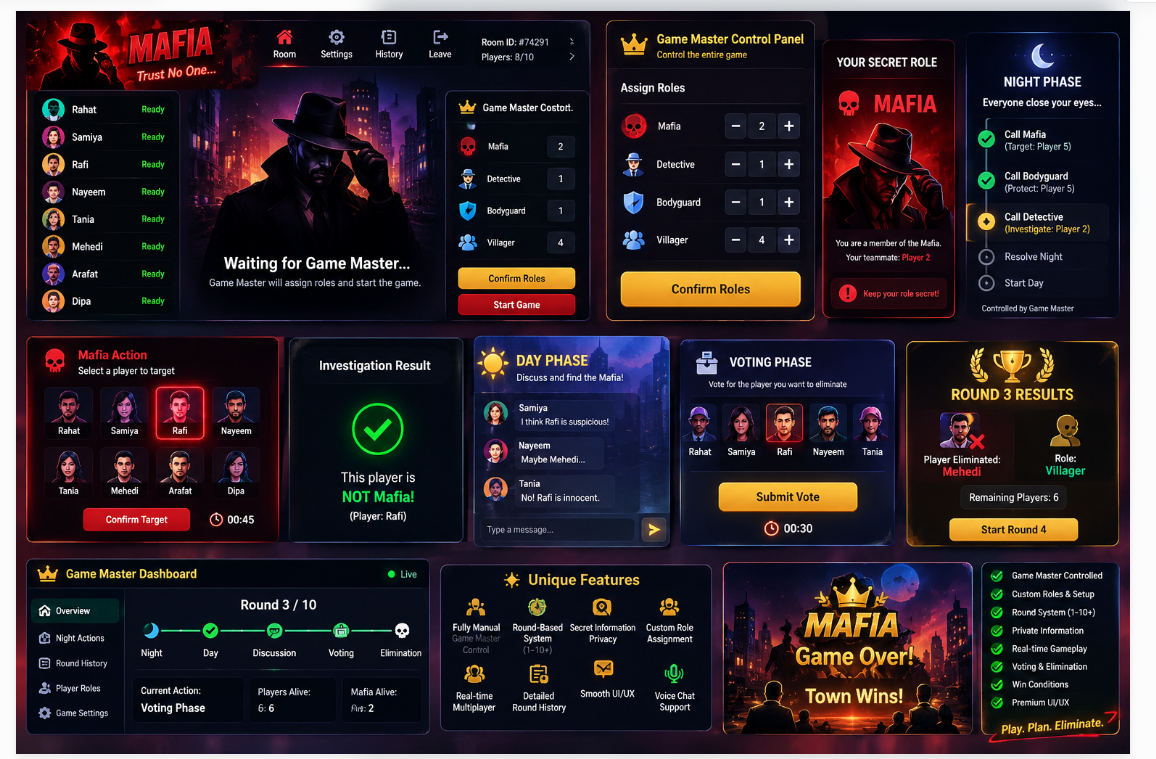 MAFIA
Trust No One...
Room
Settings
History
Leave
Room ID: #74291
Players: 8/10
Rahat Ready
Samiya Ready
Rafi Ready
Nayeem Ready
Tania Ready
Mehedi Ready
Arafat Ready
Dipa Ready
Waiting for Game Master...
Game Master will assign roles and start the game.
Game Master Costott.
Mafia 2
Detective 1
Bodyguard 1
Villager 4
Confirm Roles
Start Game
Game Master Control Panel
Control the entire game
Assign Roles
Mafia − 2 +
Detective − 1 +
Bodyguard − 1 +
Villager − 4 +
Confirm Roles
YOUR SECRET ROLE
MAFIA
You are a member of the Mafia.
Your teammate: Player 2
Keep your role secret!
NIGHT PHASE
Everyone close your eyes...
Call Mafia
(Target: Player 5)
Call Bodyguard
(Protect: Player 5)
Call Detective
(Investigate: Player 2)
Resolve Night
Start Day
Controlled by Game Master
Mafia Action
Select a player to target
Rahat
Samiya
Rafi
Nayeem
Tania
Mehedi
Arafat
Dipa
Confirm Target
00:45
Investigation Result
This player is
NOT Mafia!
(Player: Rafi)
DAY PHASE
Discuss and find the Mafia!
Samiya
I think Rafi is suspicious!
Nayeem
Maybe Mehedi...
Tania
No! Rafi is innocent.
Type a message...
VOTING PHASE
Vote for the player you want to eliminate
Rahat
Samiya
Rafi
Nayeem
Tania
Submit Vote
00:30
ROUND 3 RESULTS
Player Eliminated:
Mehedi
Role:
Villager
Remaining Players: 6
Start Round 4
Game Master Dashboard
Live
Overview
Night Actions
Round History
Player Roles
Game Settings
Round 3 / 10
Night
Day
Discussion
Voting
Elimination
Current Action:
Voting Phase
Players Alive:
6: 6
Mafia Alive:
2
Unique Features
Fully Manual
Game Master
Control
Round-Based
System
(1–10+)
Secret Information
Privacy
Custom Role
Assignment
Real-time
Multiplayer
Detailed
Round History
Smooth UI/UX
Voice Chat
Support
MAFIA
Game Over!
Town Wins!
Game Master Controlled
Custom Roles & Setup
Round System (1–10+)
Private Information
Real-time Gameplay
Voting & Elimination
Win Conditions
Premium UI/UX
Play. Plan. Eliminate.